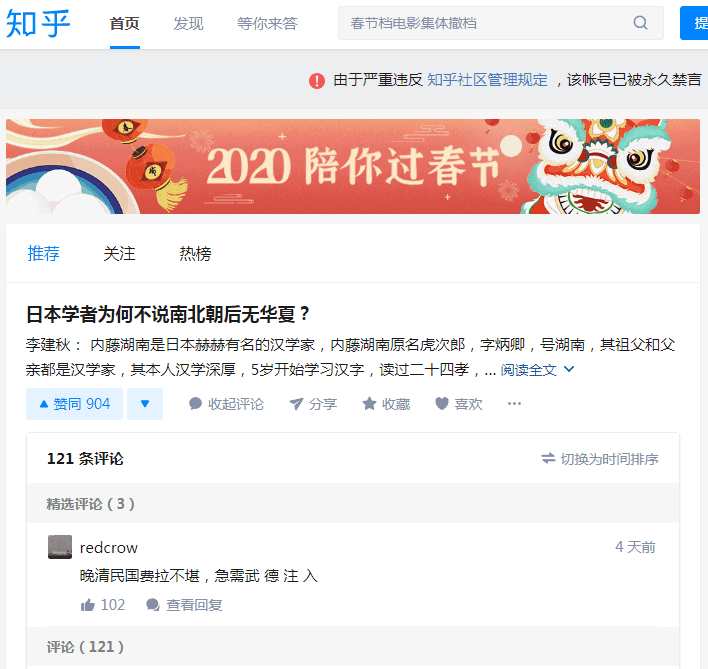 知乎 首页 发现 等你来答 春节档电影集体撤档 提
由于严重违反 知乎社区管理规定 ，该帐号已被永久禁言
2020 陪你过春节
推荐 关注 热榜
日本学者为何不说南北朝后无华夏？
李建秋： 内藤湖南是日本赫赫有名的汉学家，内藤湖南原名虎次郎，字炳卿，号湖南，其祖父和父
亲都是汉学家，其本人汉学深厚，5岁开始学习汉字，读过二十四孝，... 阅读全文
赞同 904 收起评论 分享 收藏 喜欢 ···
121 条评论 切换为时间排序
精选评论（3）
redcrow 4 天前
晚清民国费拉不堪，急需武 德 注 入
102 查看回复
评论（121）